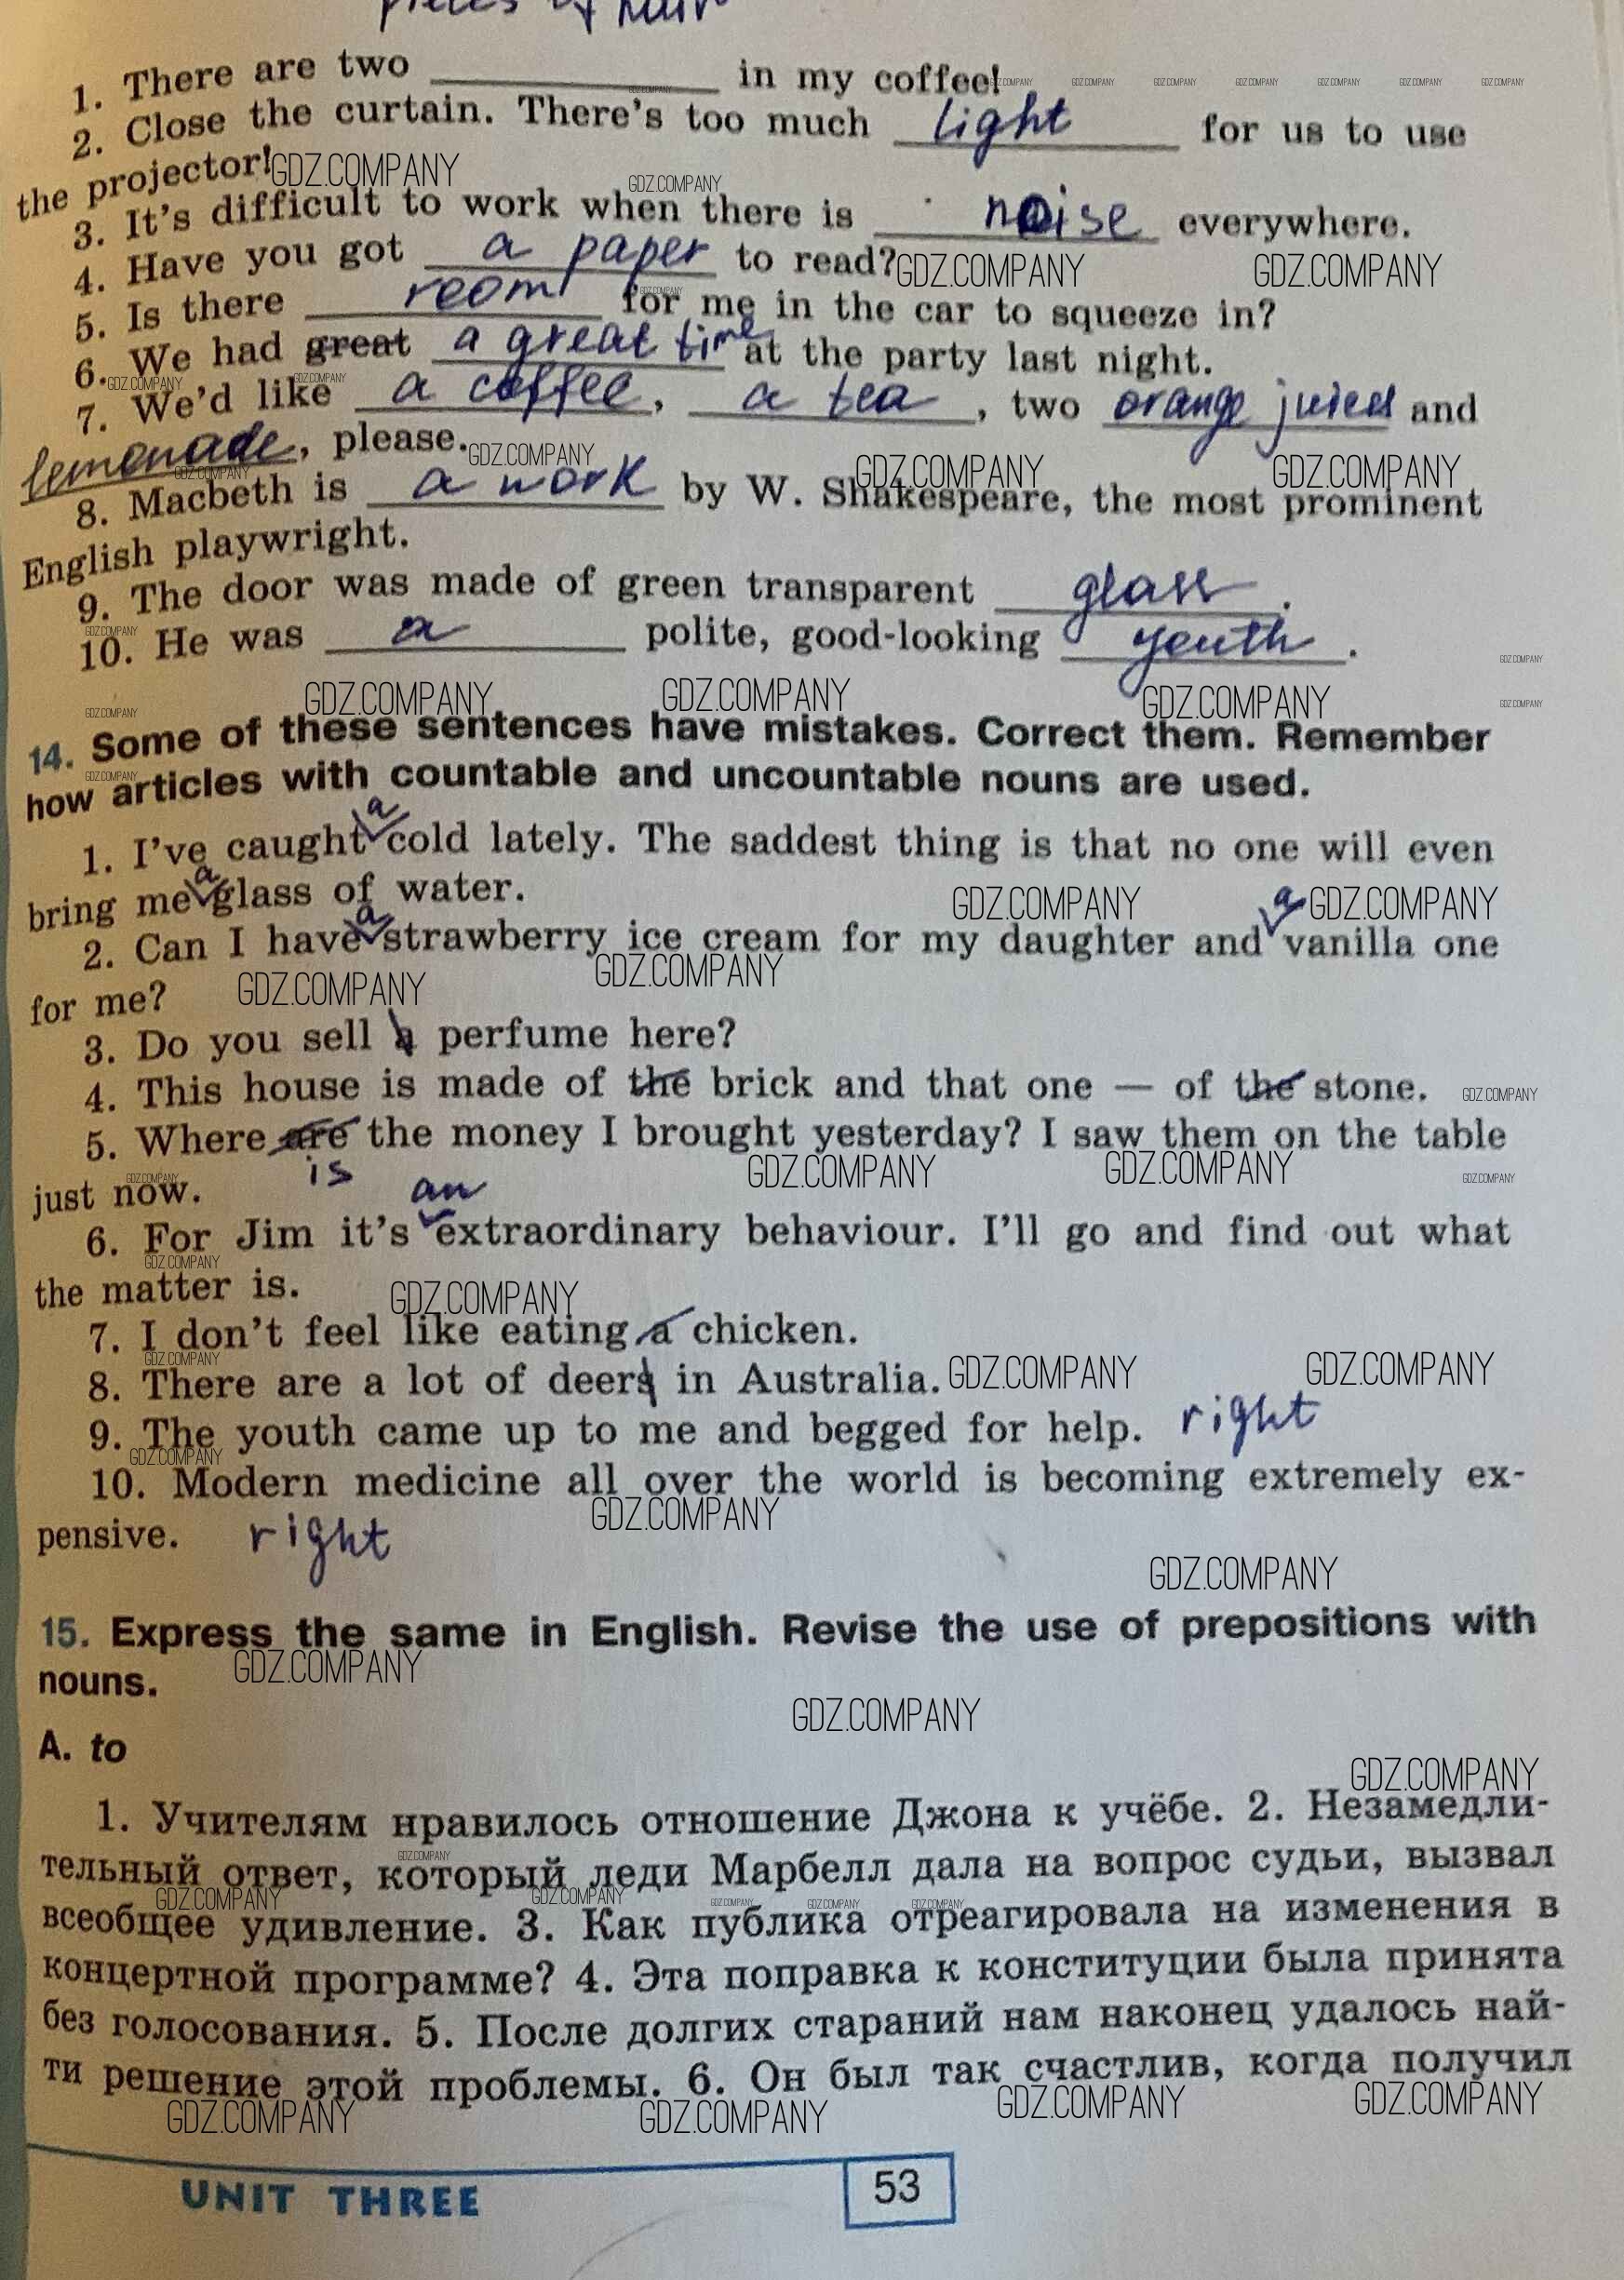 pieces of hair
1. There are two ____ in my coffee!
2. Close the curtain. There's too much light for us to use
the projector!
3. It's difficult to work when there is noise everywhere.
4. Have you got a paper to read?
5. Is there room for me in the car to squeeze in?
6. We had great a great time at the party last night.
7. We'd like a coffee, a tea, two orange juices and
lemonade, please.
8. Macbeth is a work by W. Shakespeare, the most prominent
English playwright.
9. The door was made of green transparent glass.
10. He was a polite, good-looking youth.
14. Some of these sentences have mistakes. Correct them. Remember
how articles with countable and uncountable nouns are used.
1. I've caught a cold lately. The saddest thing is that no one will even
bring me a glass of water.
2. Can I have a strawberry ice cream for my daughter and a vanilla one
for me?
3. Do you sell a perfume here?
4. This house is made of the brick and that one — of the stone.
5. Where are the money I brought yesterday? I saw them on the table
is
just now.
an
6. For Jim it's extraordinary behaviour. I'll go and find out what
the matter is.
7. I don't feel like eating a chicken.
8. There are a lot of deers in Australia.
9. The youth came up to me and begged for help. right
10. Modern medicine all over the world is becoming extremely ex-
pensive. right
15. Express the same in English. Revise the use of prepositions with
nouns.
A. to
1. Учителям нравилось отношение Джона к учёбе. 2. Незамедли-
тельный ответ, который леди Марбелл дала на вопрос судьи, вызвал
всеобщее удивление. 3. Как публика отреагировала на изменения в
концертной программе? 4. Эта поправка к конституции была принята
без голосования. 5. После долгих стараний нам наконец удалось най-
ти решение этой проблемы. 6. Он был так счастлив, когда получил
UNIT THREE 53
GDZ.COMPANY